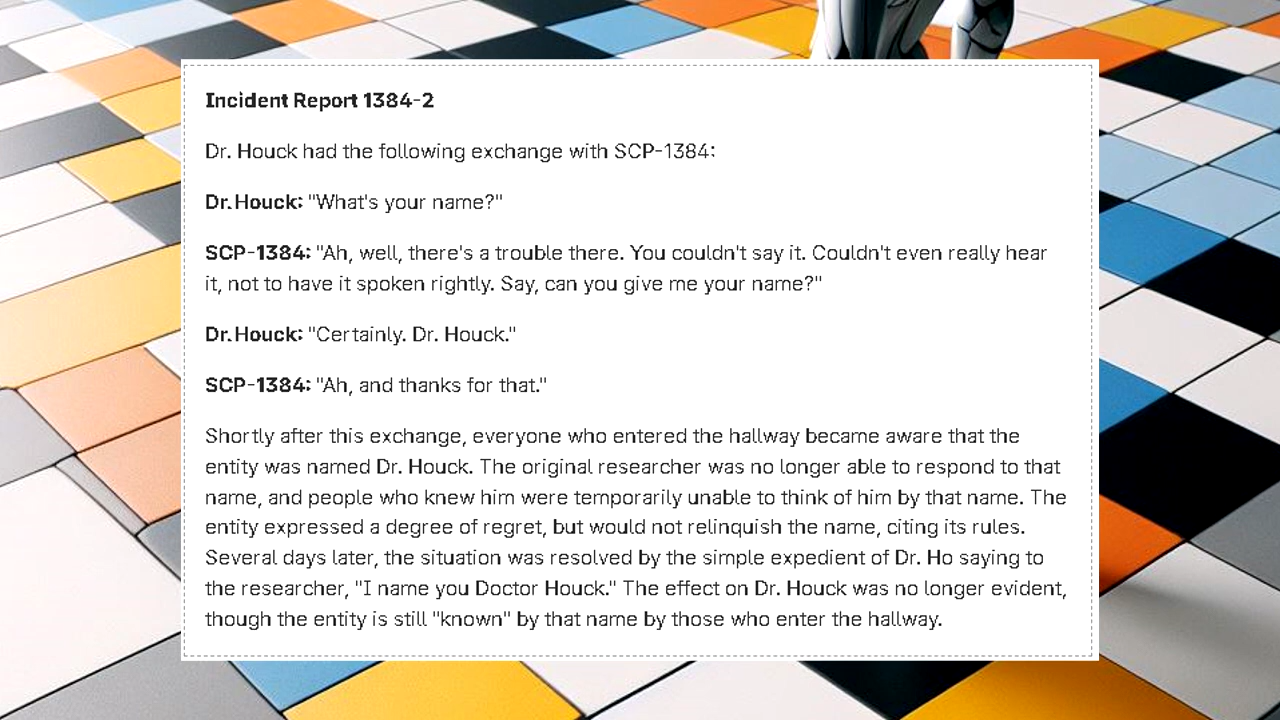 Incident Report 1384-2
Dr. Houck had the following exchange with SCP-1384:
Dr. Houck: "What's your name?"
SCP-1384: "Ah, well, there's a trouble there. You couldn't say it. Couldn't even really hear
it, not to have it spoken rightly. Say, can you give me your name?"
Dr. Houck: "Certainly. Dr. Houck."
SCP-1384: "Ah, and thanks for that."
Shortly after this exchange, everyone who entered the hallway became aware that the
entity was named Dr. Houck. The original researcher was no longer able to respond to that
name, and people who knew him were temporarily unable to think of him by that name. The
entity expressed a degree of regret, but would not relinquish the name, citing its rules.
Several days later, the situation was resolved by the simple expedient of Dr. Ho saying to
the researcher, "I name you Doctor Houck." The effect on Dr. Houck was no longer evident,
though the entity is still "known" by that name by those who enter the hallway.